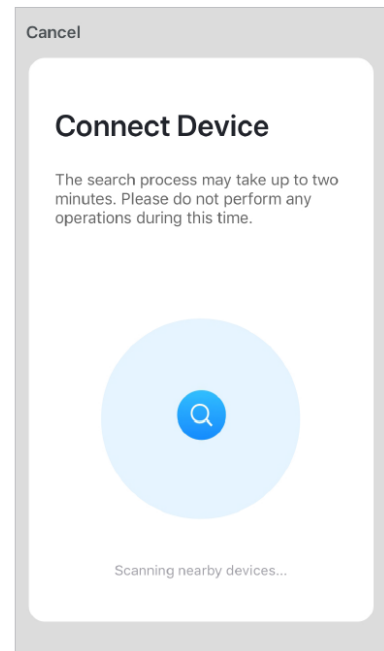 Cancel
Connect Device
The search process may take up to two
minutes. Please do not perform any
operations during this time.
Scanning nearby devices...